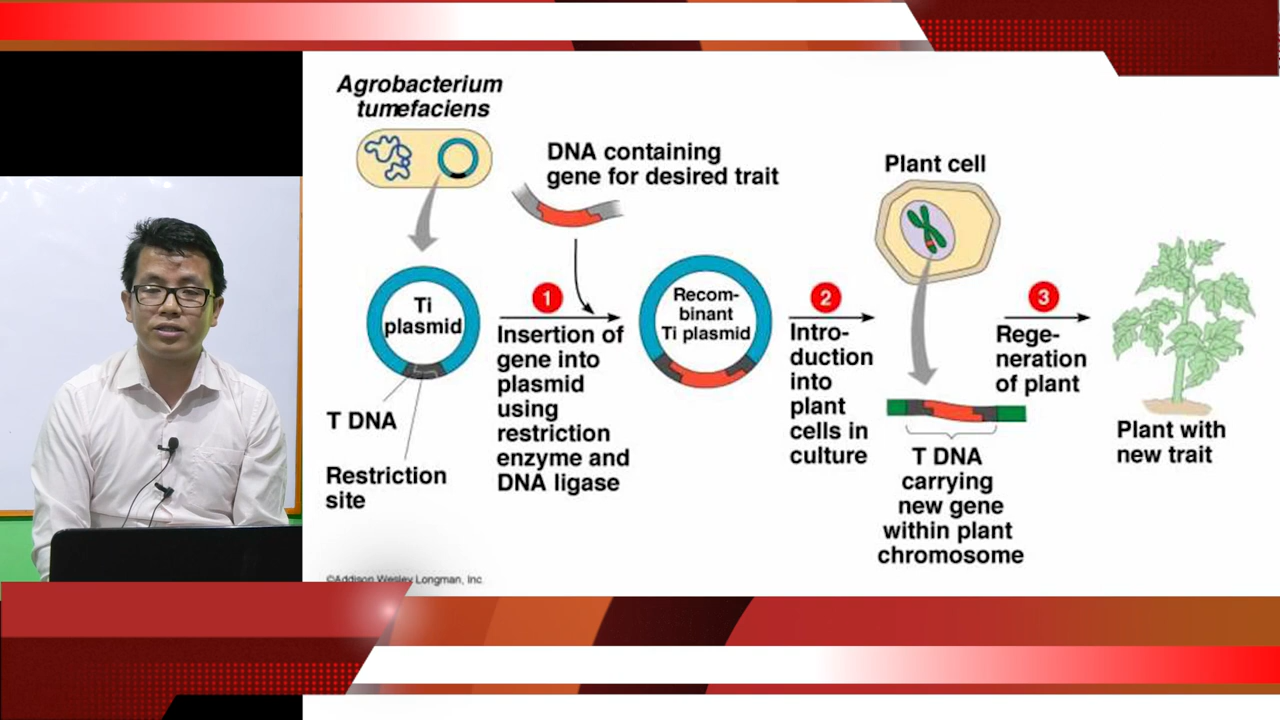 Agrobacterium
tumefaciens
DNA containing
gene for desired trait
Plant cell
Ti
plasmid
T DNA
Restriction
site
1
Insertion of
gene into
plasmid
using
restriction
enzyme and
DNA ligase
Recom-
binant
Ti plasmid
2
Intro-
duction
into
plant
cells in
culture
T DNA
carrying
new gene
within plant
chromosome
3
Rege-
neration
of plant
Plant with
new trait
©Addison Wesley Longman, Inc.